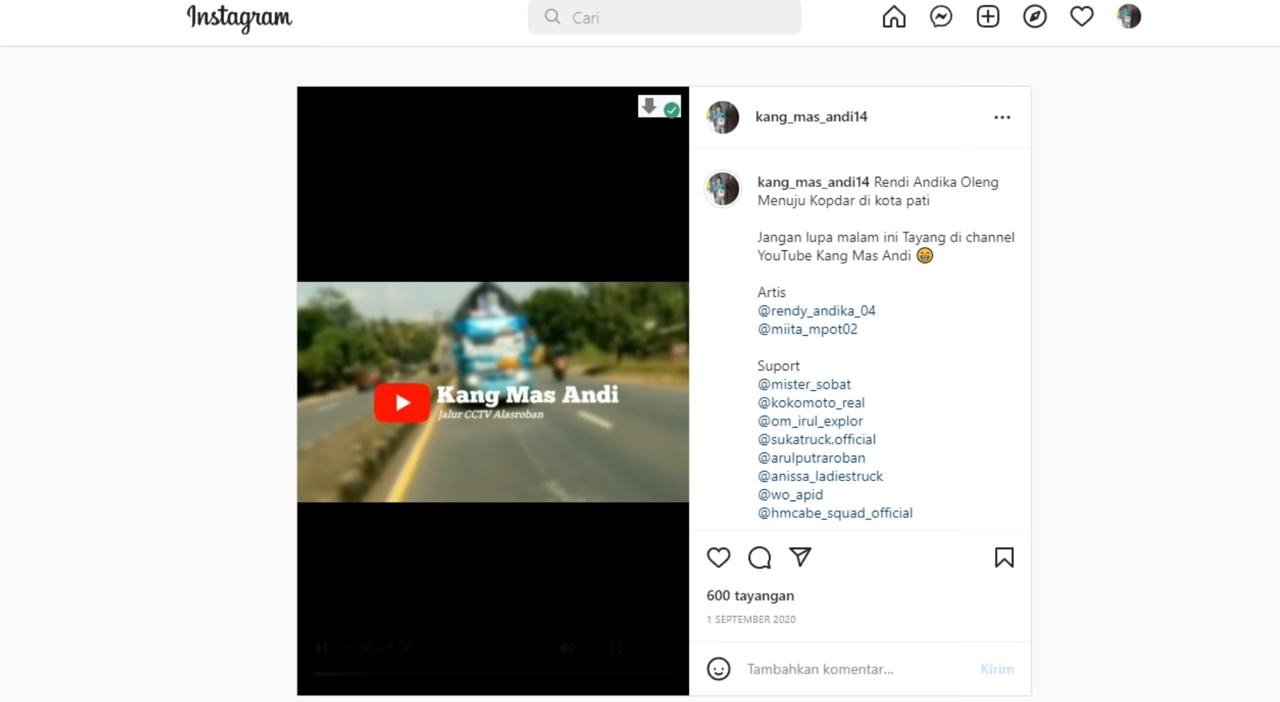 Instagram
Cari
kang_mas_andi14
Kang Mas Andi
Jalur CCTV Alasroban
kang_mas_andi14 Rendi Andika Oleng
Menuju Kopdar di kota pati
Jangan lupa malam ini Tayang di channel
YouTube Kang Mas Andi 😁
Artis
@rendy_andika_04
@miita_mpot02
Suport
@mister_sobat
@kokomoto_real
@om_irul_explor
@sukatruck.official
@arulputraroban
@anissa_ladiestruck
@wo_apid
@hmcabe_squad_official
600 tayangan
1 SEPTEMBER 2020
Tambahkan komentar...
Kirim